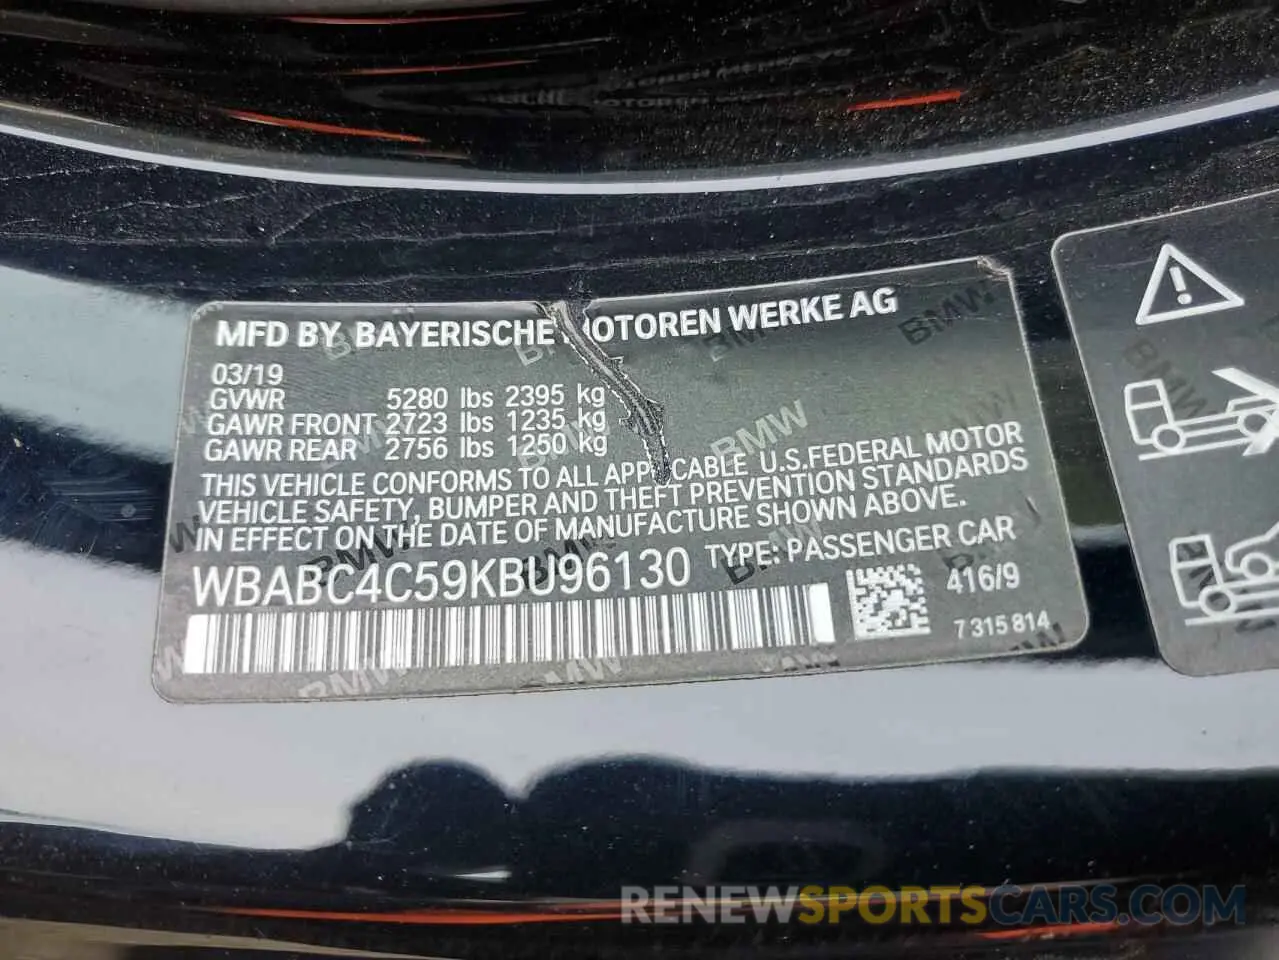 MFD BY BAYERISCHE MOTOREN WERKE AG
03/19
GVWR 5280 lbs 2395 kg
GAWR FRONT 2723 lbs 1235 kg
GAWR REAR 2756 lbs 1250 kg
THIS VEHICLE CONFORMS TO ALL APPLICABLE U.S.FEDERAL MOTOR
VEHICLE SAFETY, BUMPER AND THEFT PREVENTION STANDARDS
IN EFFECT ON THE DATE OF MANUFACTURE SHOWN ABOVE.
WBABC4C59KBU96130 TYPE: PASSENGER CAR
416/9
7 315 814
RENEWSPORTSCARS.COM